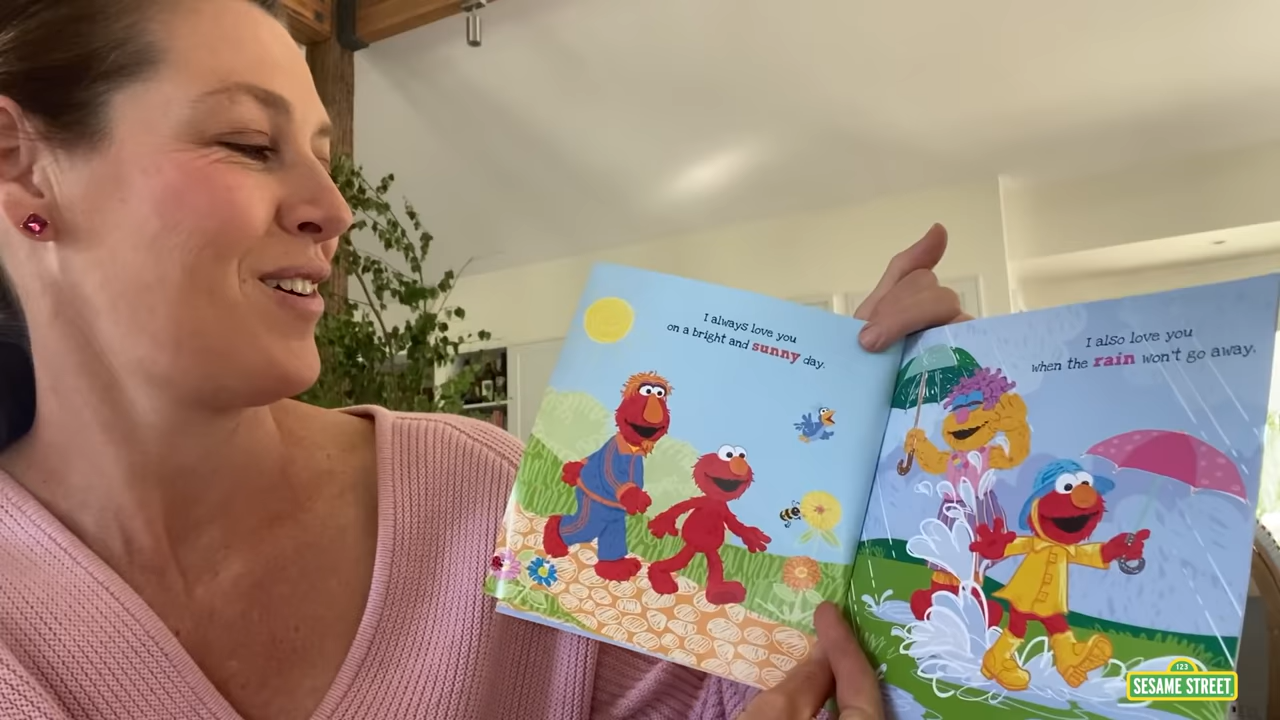 I always love you
on a bright and sunny day.
I also love you
when the rain won't go away.
123
SESAME STREET